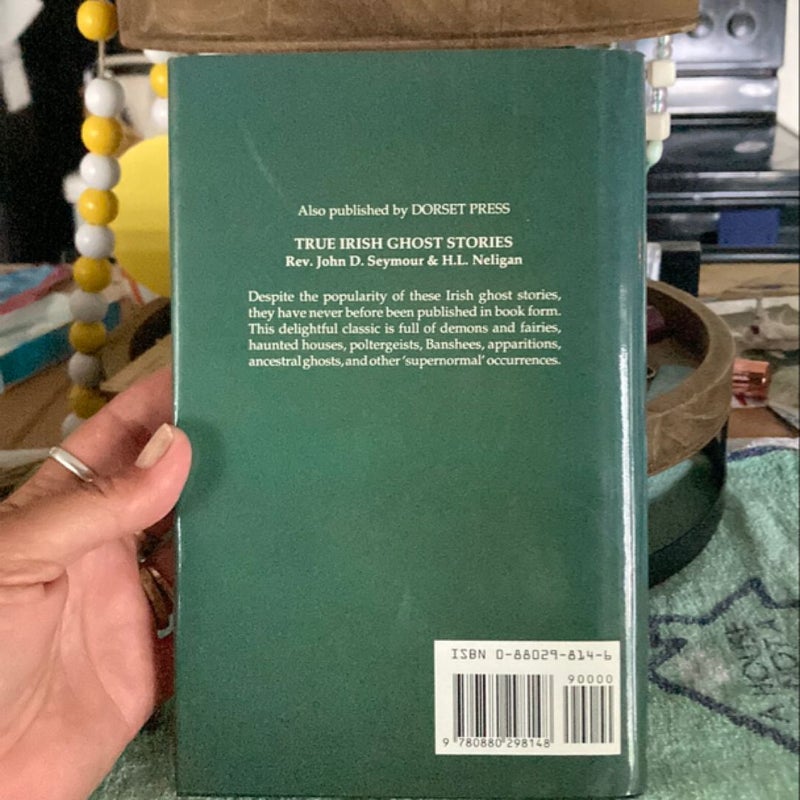 Also published by DORSET PRESS
TRUE IRISH GHOST STORIES
Rev. John D. Seymour & H.L. Neligan
Despite the popularity of these Irish ghost stories,
they have never before been published in book form.
This delightful classic is full of demons and fairies,
haunted houses, poltergeists, Banshees, apparitions,
ancestral ghosts, and other 'supernormal' occurrences.
ISBN 0-88029-814-6
90000
9 780880 298148